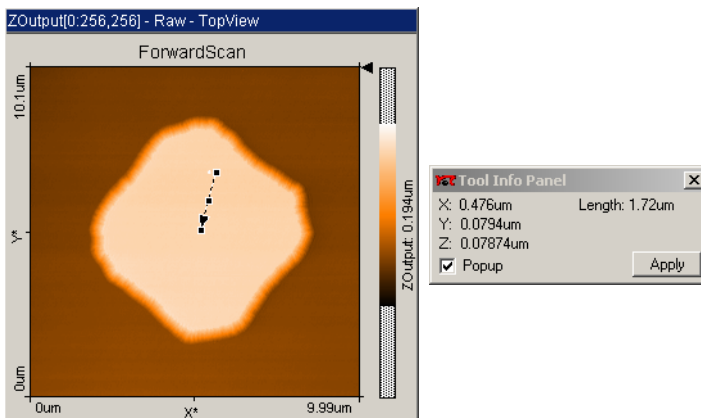 ZOutput[0:256,256] - Raw - TopView
ForwardScan
10.1um
Y*
0um
0um
X*
9.99um
ZOutput: 0.194um
Tool Info Panel
X: 0.476um
Length: 1.72um
Y: 0.0794um
Z: 0.07874um
Popup
Apply